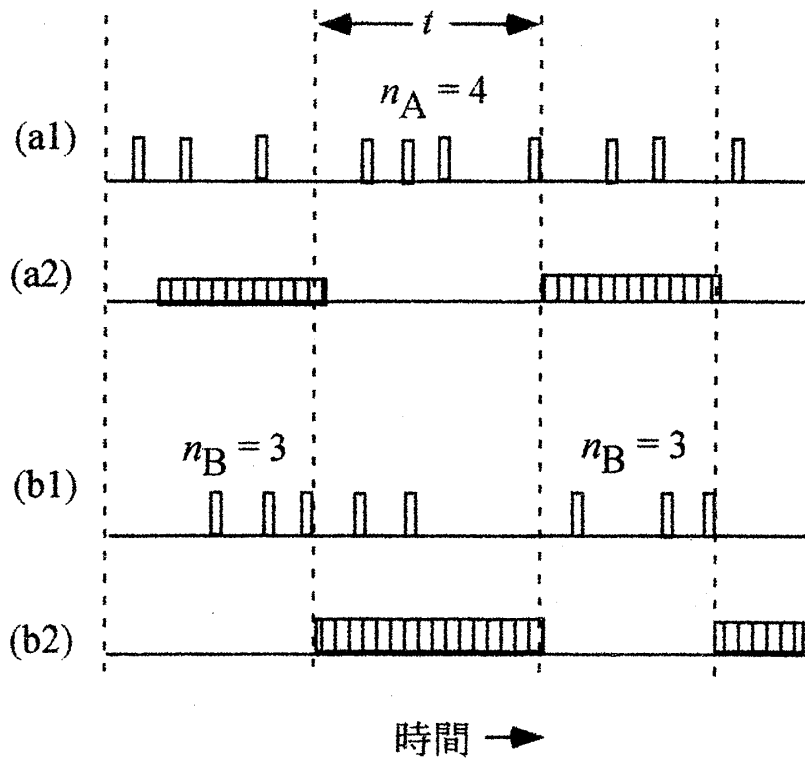 t
n_A = 4
(a1)
(a2)
n_B = 3
n_B = 3
(b1)
(b2)
時間